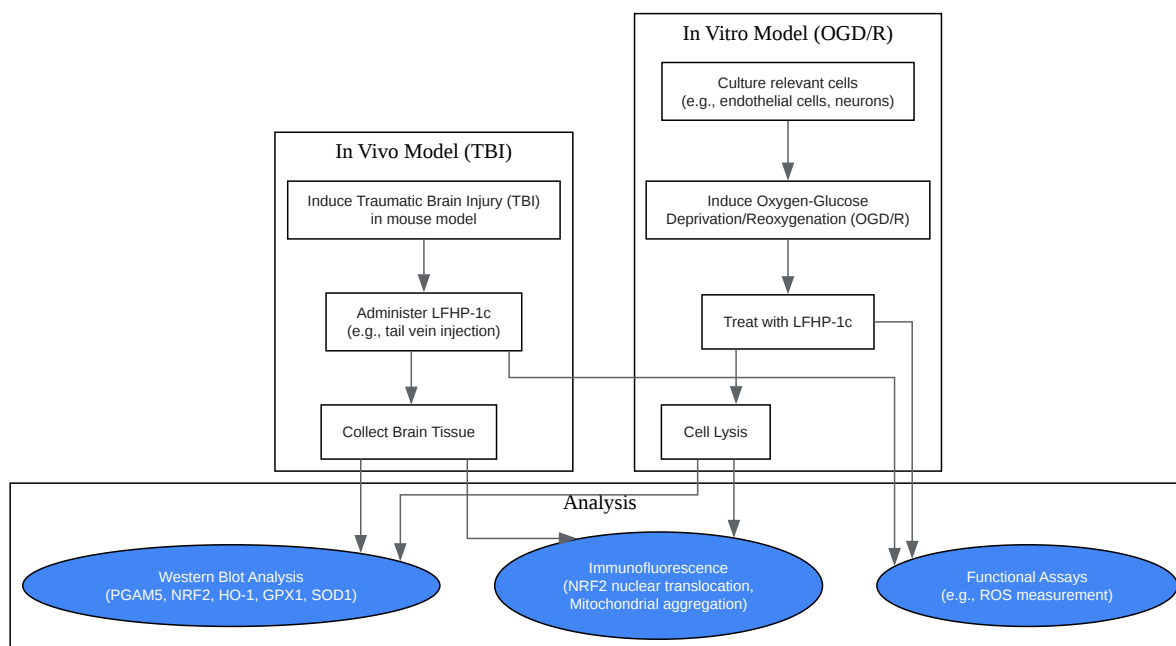 In Vitro Model (OGD/R)
Culture relevant cells
(e.g., endothelial cells, neurons)
Induce Oxygen-Glucose
Deprivation/Reoxygenation (OGD/R)
Treat with LFHP-1c
Cell Lysis
In Vivo Model (TBI)
Induce Traumatic Brain Injury (TBI)
in mouse model
Administer LFHP-1c
(e.g., tail vein injection)
Collect Brain Tissue
Analysis
Western Blot Analysis
(PGAM5, NRF2, HO-1, GPX1, SOD1)
Immunofluorescence
(NRF2 nuclear translocation,
Mitochondrial aggregation)
Functional Assays
(e.g., ROS measurement)